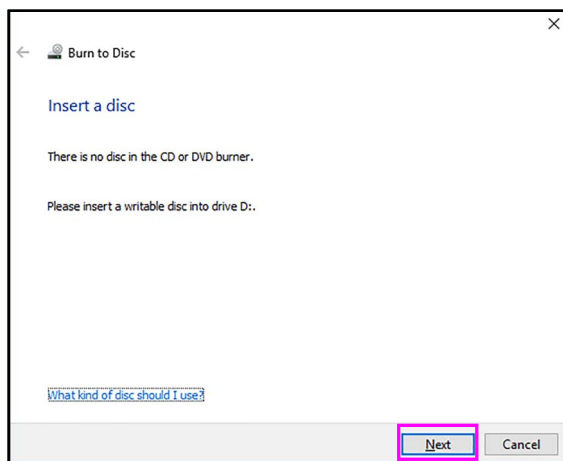 Burn to Disc
Insert a disc
There is no disc in the CD or DVD burner.
Please insert a writable disc into drive D:.
What kind of disc should I use?
Next
Cancel